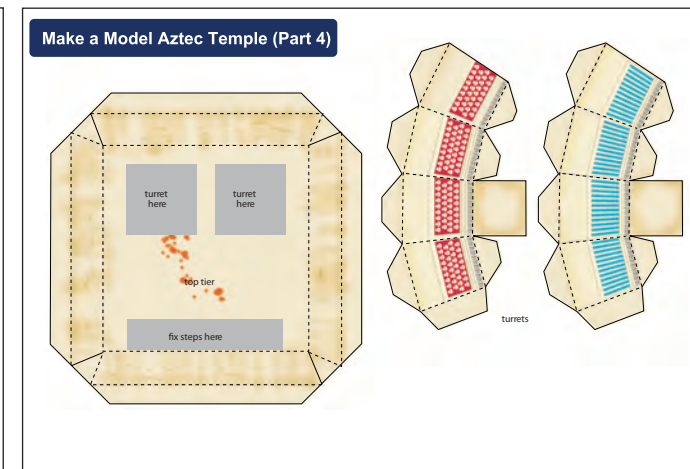 Make a Model Aztec Temple (Part 4)
turret
here
turret
here
top tier
fix steps here
turrets